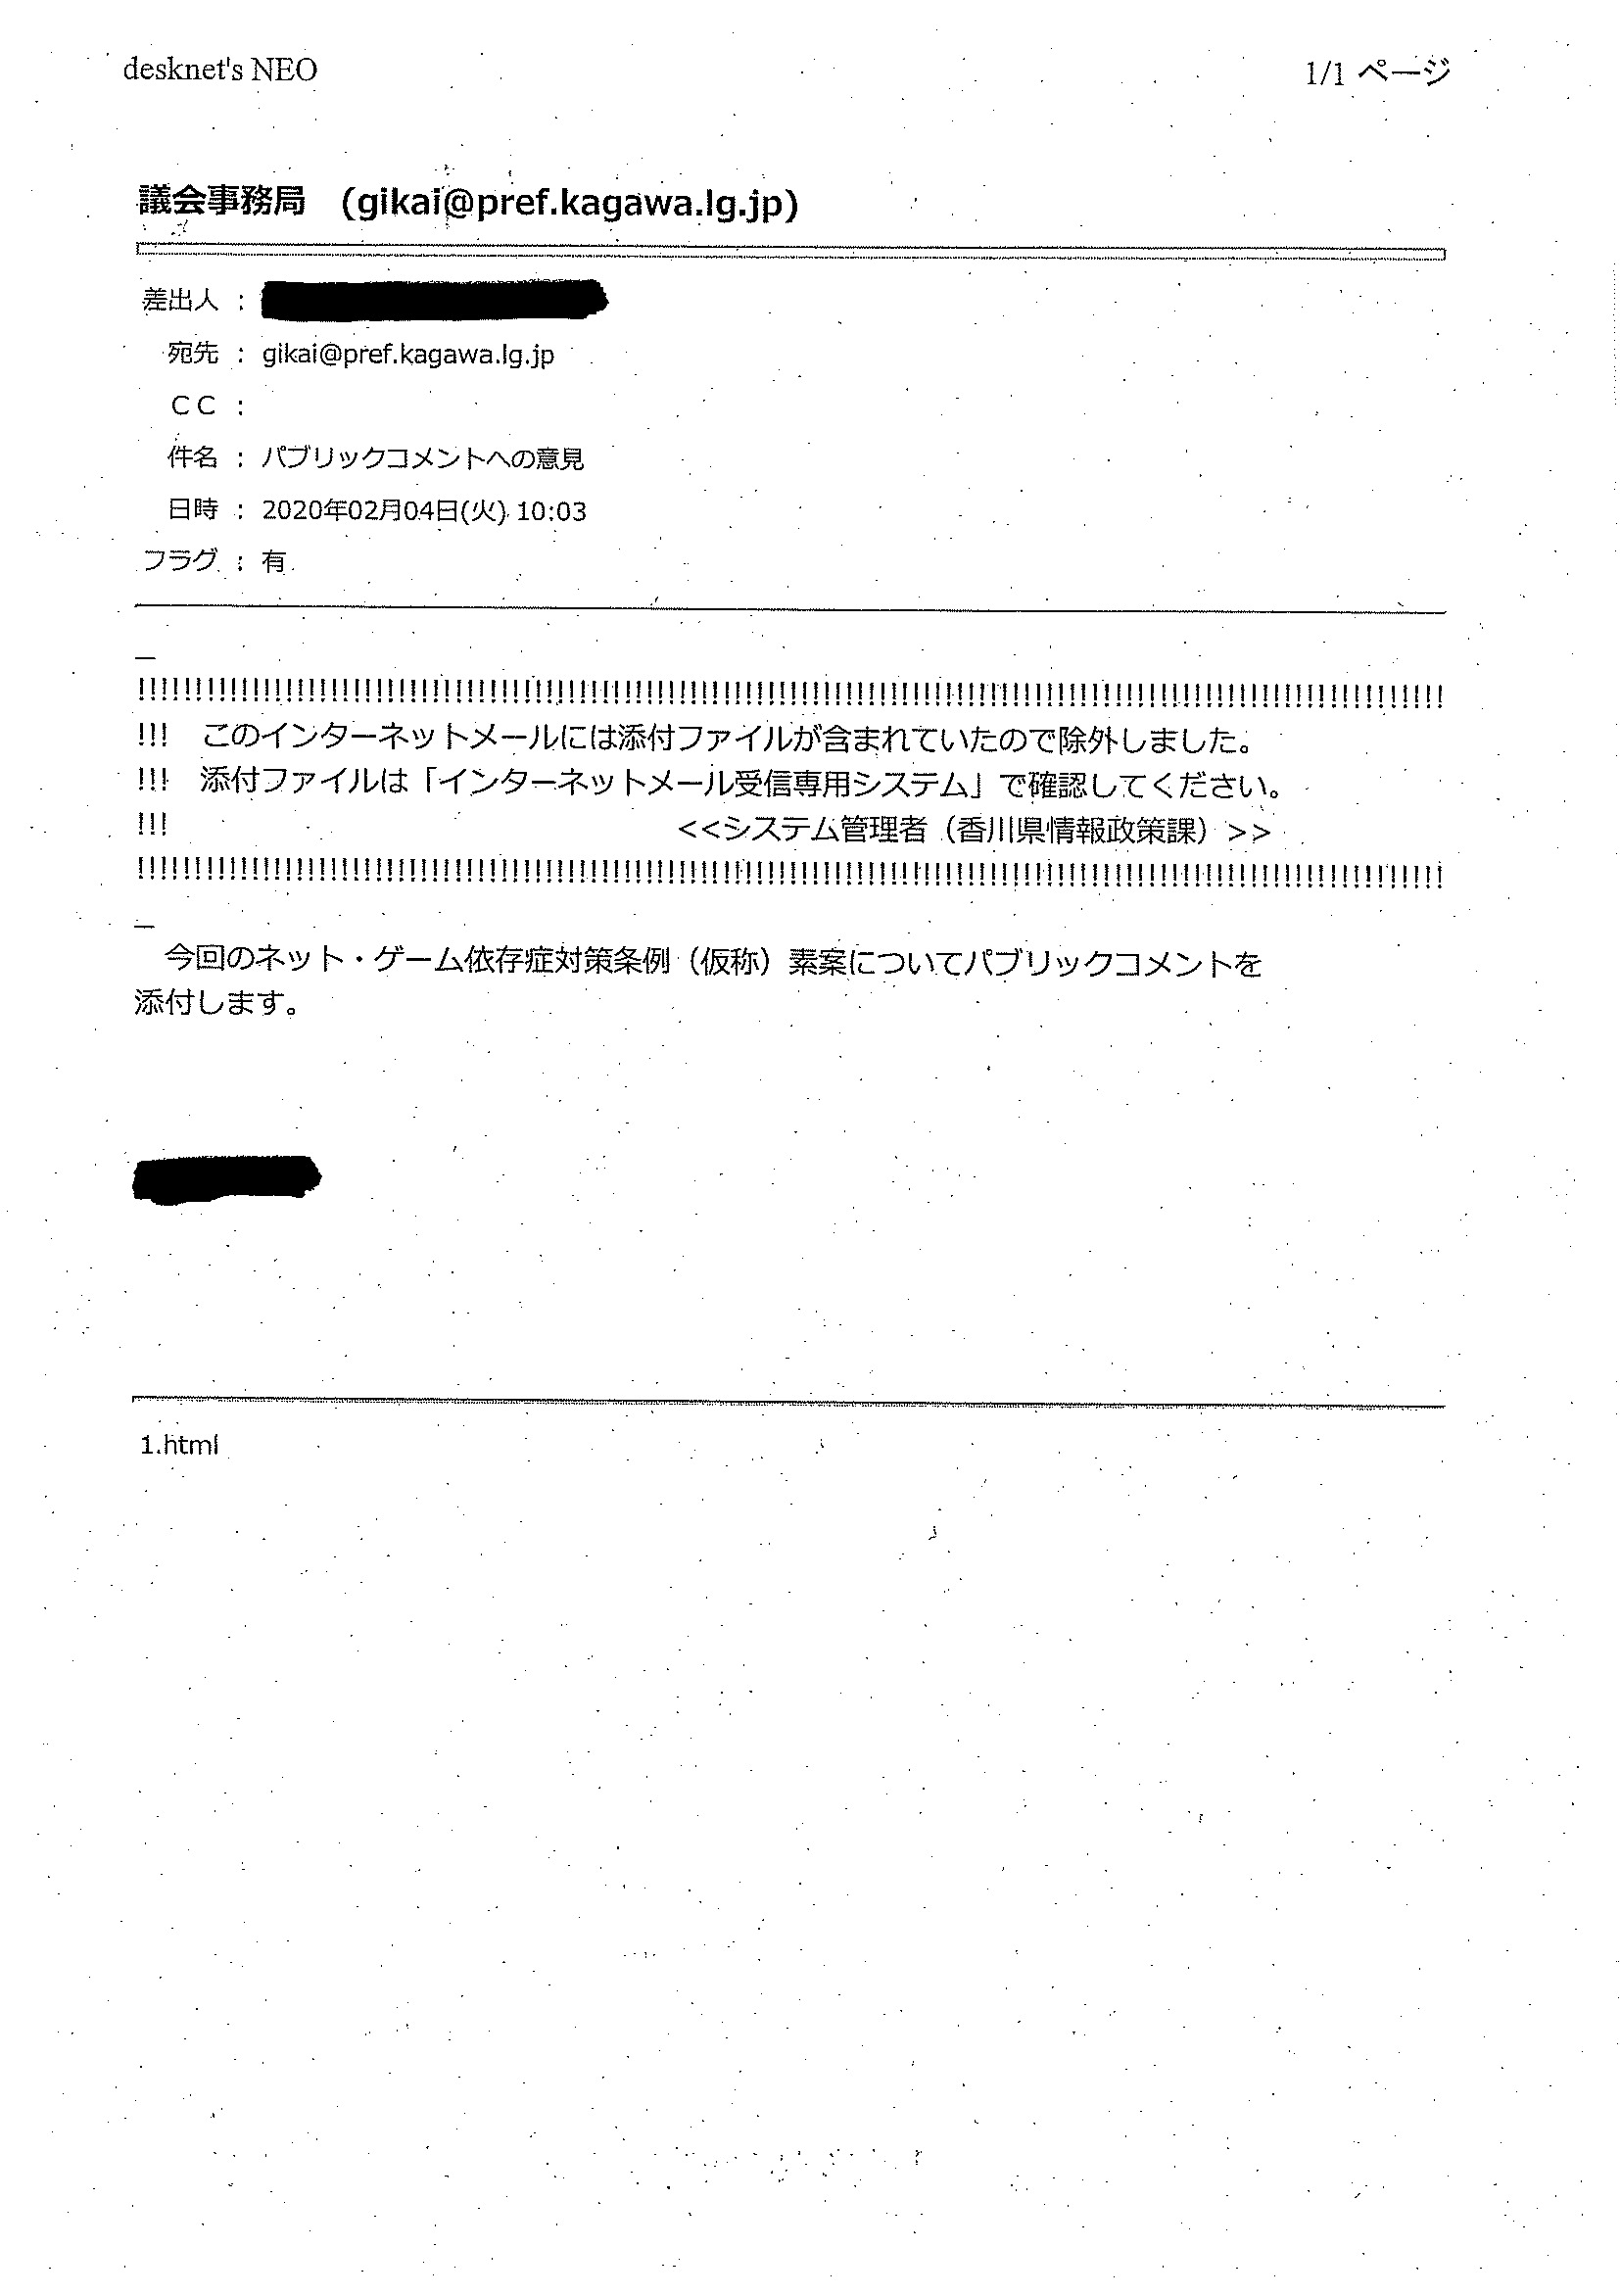 desknet's NEO
1/1 ページ
議会事務局 (gikai@pref.kagawa.lg.jp)
差出人 :
宛先 : gikai@pref.kagawa.lg.jp
CC :
件名 : パブリックコメントへの意見
日時 : 2020年02月04日(火) 10:03
フラグ : 有
!!!!!!!!!!!!!!!!!!!!!!!!!!!!!!!!!!!!!!!!!!!!!!!!!!!!!!!!!!!!!!!!!!!!!!!!!!!!!!!!!!!!!!!!!!!!!!!!!!!!!!!!!!!!!!!!!!!!
!!! このインターネットメールには添付ファイルが含まれていたので除外しました。
!!! 添付ファイルは「インターネットメール受信専用システム」で確認してください。
!!! <<システム管理者（香川県情報政策課）>>
!!!!!!!!!!!!!!!!!!!!!!!!!!!!!!!!!!!!!!!!!!!!!!!!!!!!!!!!!!!!!!!!!!!!!!!!!!!!!!!!!!!!!!!!!!!!!!!!!!!!!!!!!!!!!!!!!!!!
今回のネット・ゲーム依存症対策条例（仮称）素案についてパブリックコメントを
添付します。
1.html